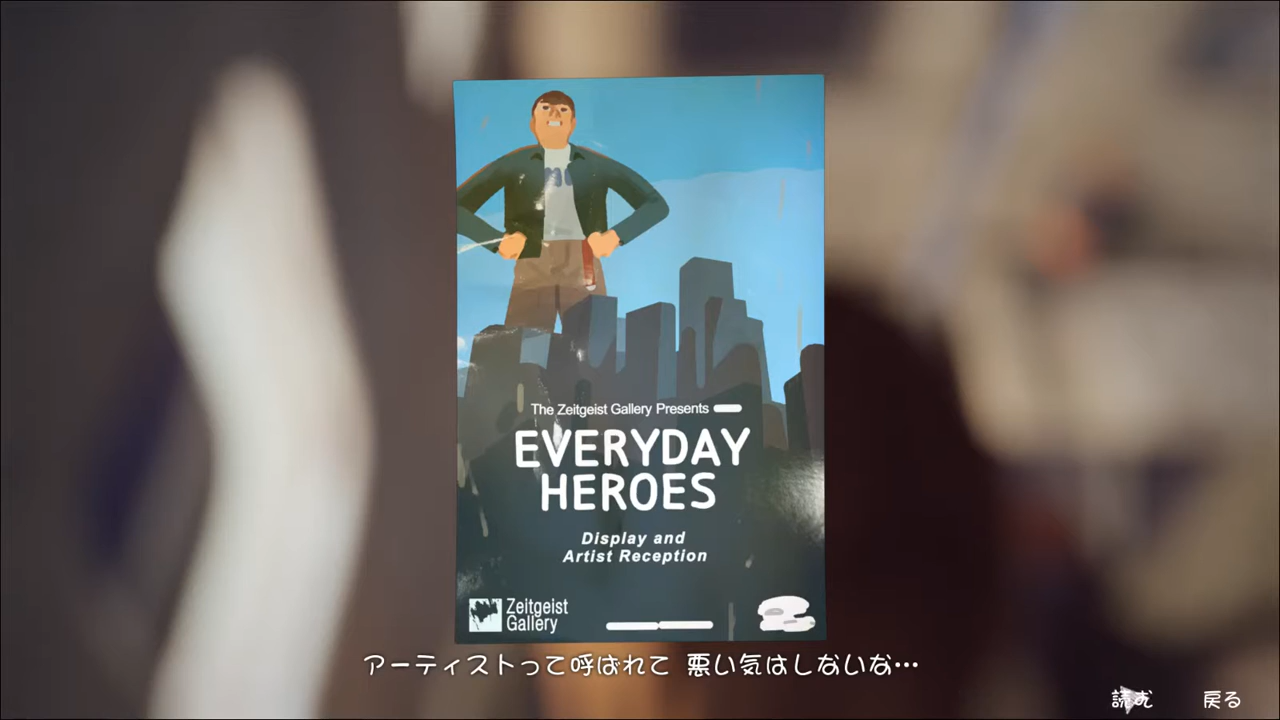 The Zeitgeist Gallery Presents
EVERYDAY
HEROES
Display and
Artist Reception
Zeitgeist
Gallery
アーティストって呼ばれて 悪い気はしないな…
読む 戻る